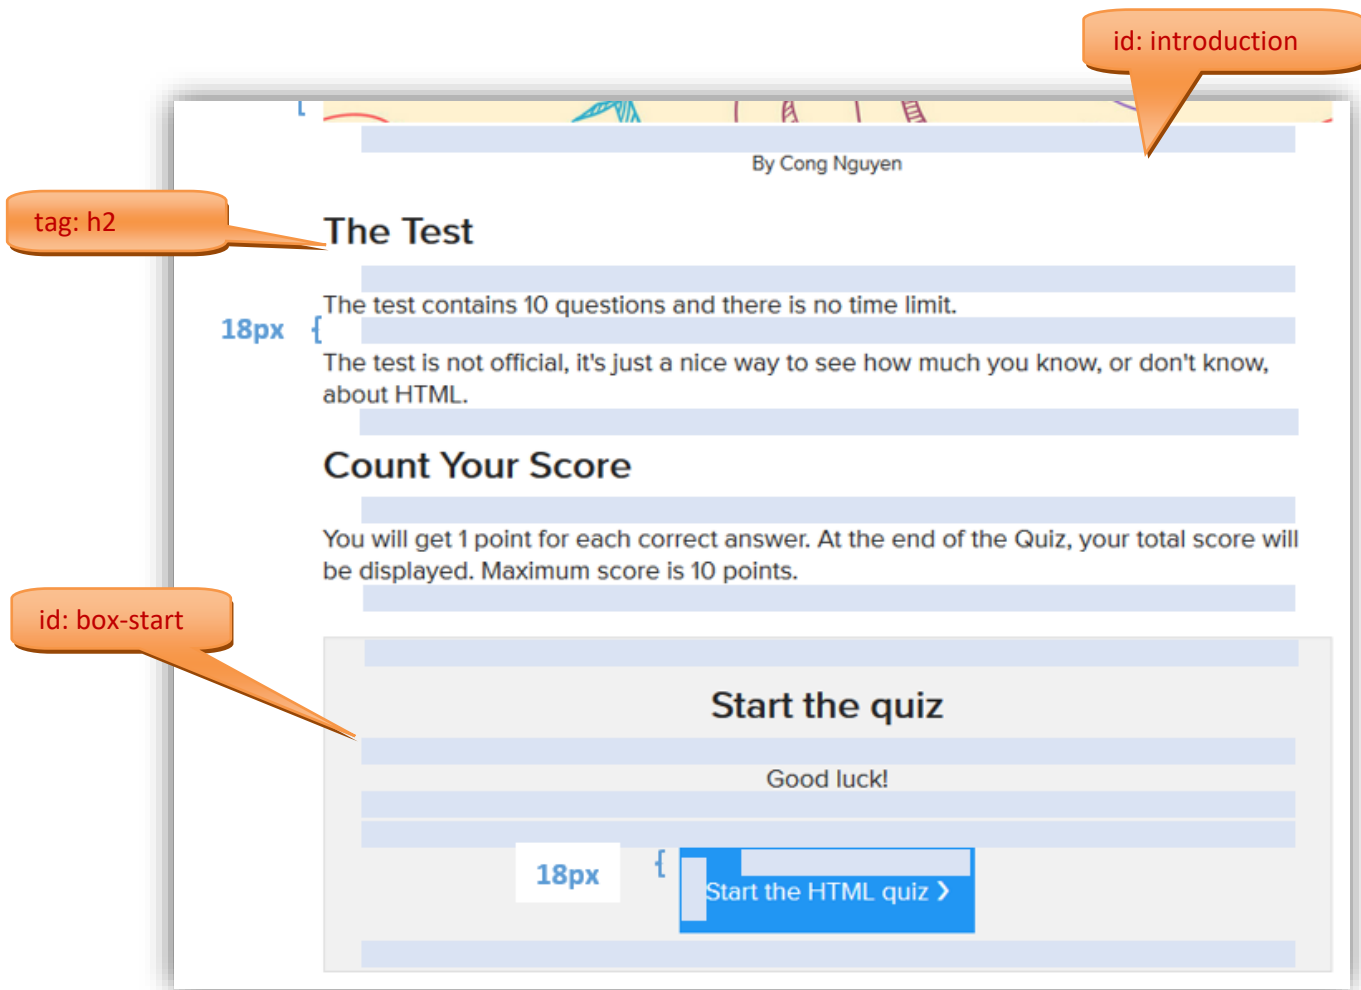 id: introduction
By Cong Nguyen
tag: h2
The Test
The test contains 10 questions and there is no time limit.
18px {
The test is not official, it's just a nice way to see how much you know, or don't know,
about HTML.
Count Your Score
You will get 1 point for each correct answer. At the end of the Quiz, your total score will
be displayed. Maximum score is 10 points.
id: box-start
Start the quiz
Good luck!
18px {
Start the HTML quiz ❯